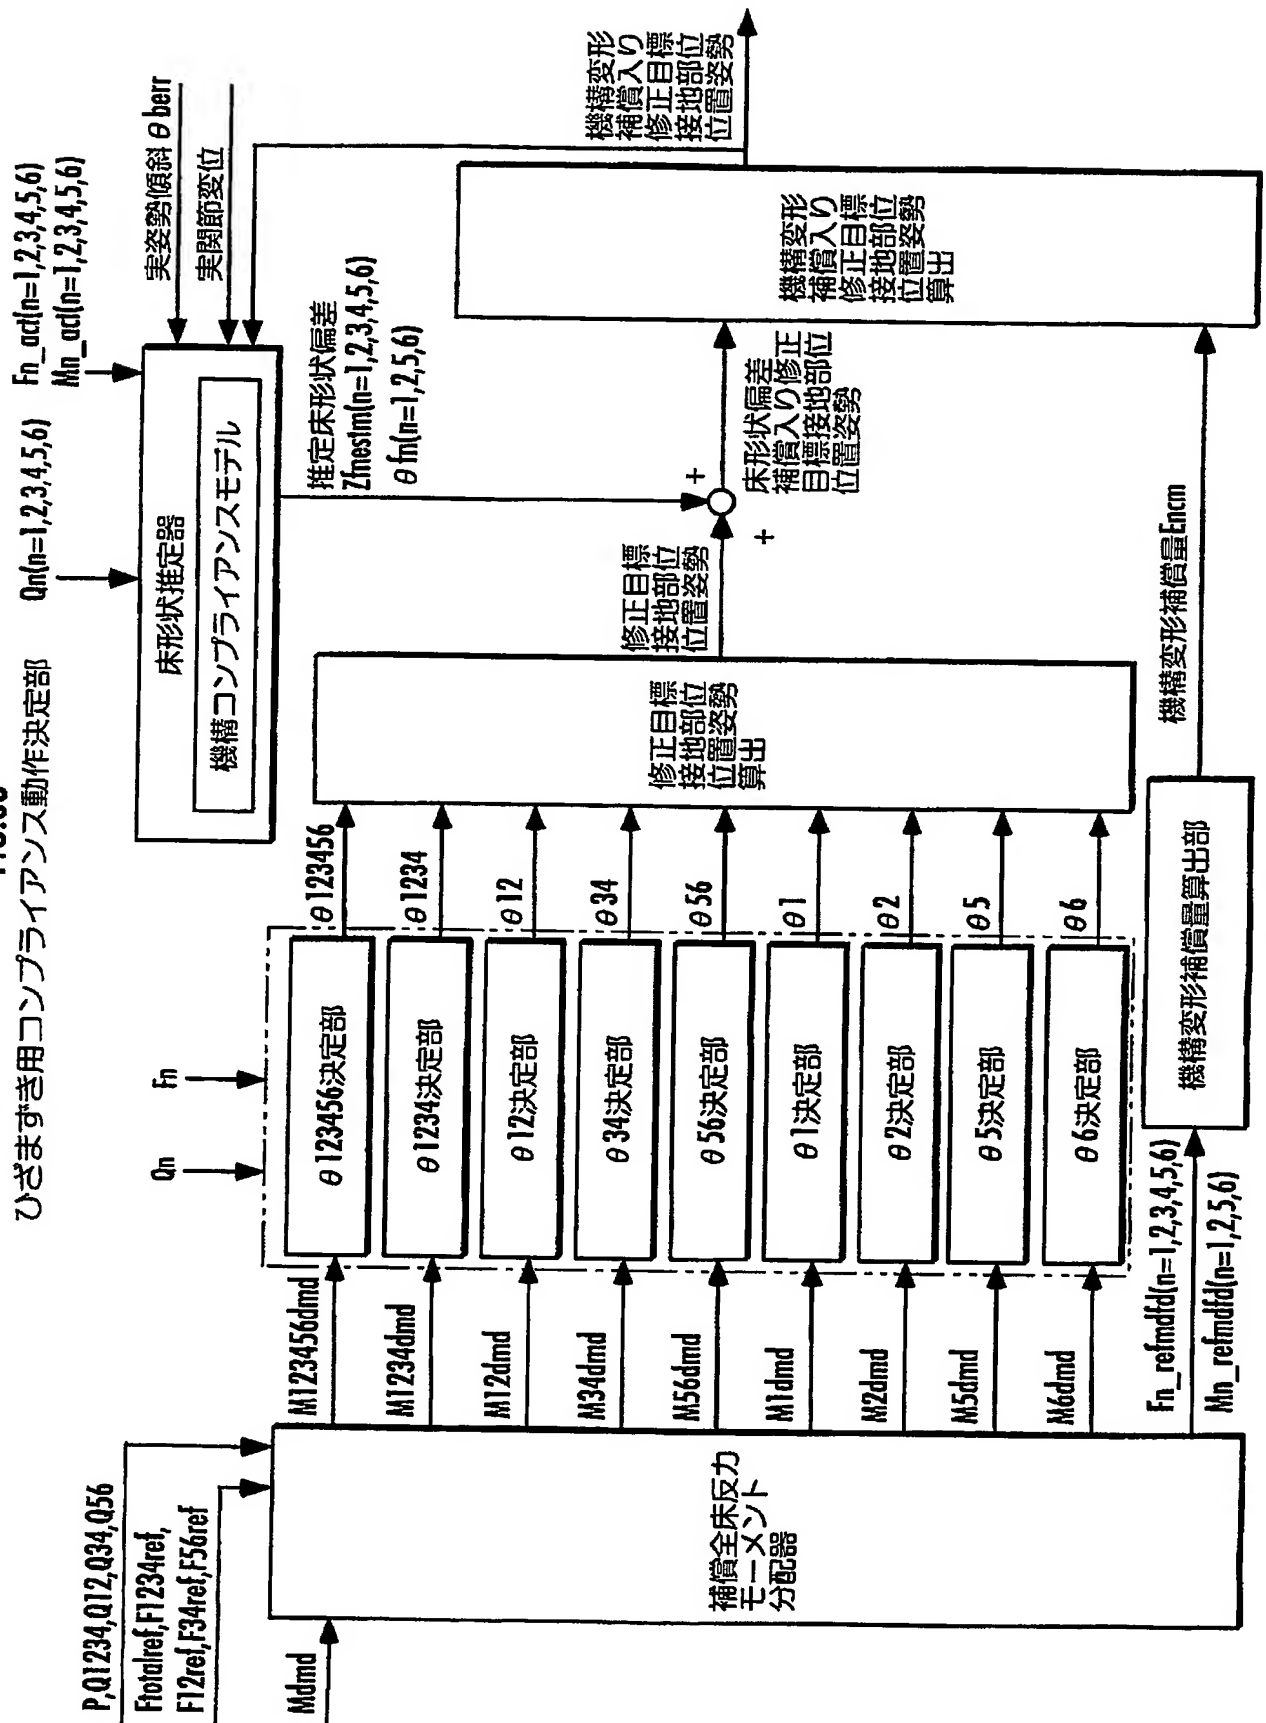 ひざまずき用コンプライアンス動作決定部
P,Q1234,Q12,Q34,Q56
Ftotalref,F1234ref,
F12ref,F34ref,F56ref
Mdmd
補償全床反力
モーメント
分配器
M123456dmd
M1234dmd
M12dmd
M34dmd
M56dmd
M1dmd
M2dmd
M5dmd
M6dmd
Fn_refmdfd(n=1,2,3,4,5,6)
Mn_refmdfd(n=1,2,5,6)
Qn
Fn
θ123456決定部
θ1234決定部
θ12決定部
θ34決定部
θ56決定部
θ1決定部
θ2決定部
θ5決定部
θ6決定部
機構変形補償量算出部
θ123456
θ1234
θ12
θ34
θ56
θ1
θ2
θ5
θ6
修正目標
接地部位
位置姿勢
算出
機構変形補償量Encm
修正目標
接地部位
位置姿勢
Qn(n=1,2,3,4,5,6)
Fn_act(n=1,2,3,4,5,6)
Mn_act(n=1,2,3,4,5,6)
床形状推定器
機構コンプライアンスモデル
実姿勢傾斜θberr
実関節変位
推定床形状偏差
Zfnestm(n=1,2,3,4,5,6)
θfn(n=1,2,5,6)
+
+
床形状偏差
補償入り修正
目標接地部位
位置姿勢
機構変形
補償入り
修正目標
接地部位
位置姿勢
算出
機構変形
補償入り
修正目標
接地部位
位置姿勢